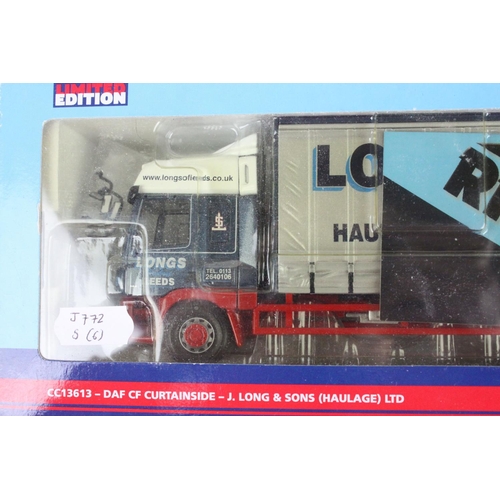 LIMITED
EDITION
www.longsofleeds.co.uk
LO
HAU
JLS
LONGS
LEEDS
TEL. 0113
2640106
J772
S (6)
CC13613 – DAF CF CURTAINSIDE – J. LONG & SONS (HAULAGE) LTD